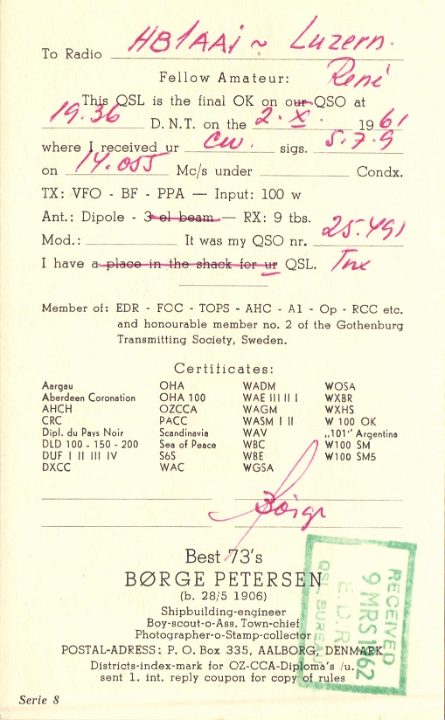 To Radio HB1AAi ~ Luzern.
Fellow Amateur: René
This QSL is the final OK on our QSO at
19.36 D. N. T. on the 2. X. 1961
where I received ur cw. sigs. 5.7.9
on 14.055 Mc/s under Condx.
TX: VFO - BF - PPA — Input: 100 w
Ant.: Dipole - 3 el beam — RX: 9 tbs.
Mod.: It was my QSO nr. 25.491
I have a place in the shack for ur QSL. Tnx
Member of: EDR - FCC - TOPS - AHC - A1 - Op - RCC etc.
and honourable member no. 2 of the Gothenburg
Transmitting Society, Sweden.
Certificates:
Aargau OHA WADM WOSA
Aberdeen Coronation OHA 100 WAE III II I WXBR
AHCH OZCCA WAGM WXHS
CRC PACC WASM I II W 100 OK
Dipl. du Pays Noir Scandinavia WAV „101" Argentina
DLD 100 - 150 - 200 Sea of Peace WBC W100 SM
DUF I II III IV S6S WBE W100 SM5
DXCC WAC WGSA
Børge
Best 73's
BØRGE PETERSEN
(b. 28/5 1906)
Shipbuilding-engineer
Boy-scout-o-Ass. Town-chief
Photographer-o-Stamp-collector
POSTAL-ADRESS: P. O. Box 335, AALBORG, DENMARK
Districts-index-mark for OZ-CCA-Diploma's /u.
sent 1. int. reply coupon for copy of rules
RECEIVED
9 MRS 1962
E.D.R.
QSL BUREAU
Serie 8